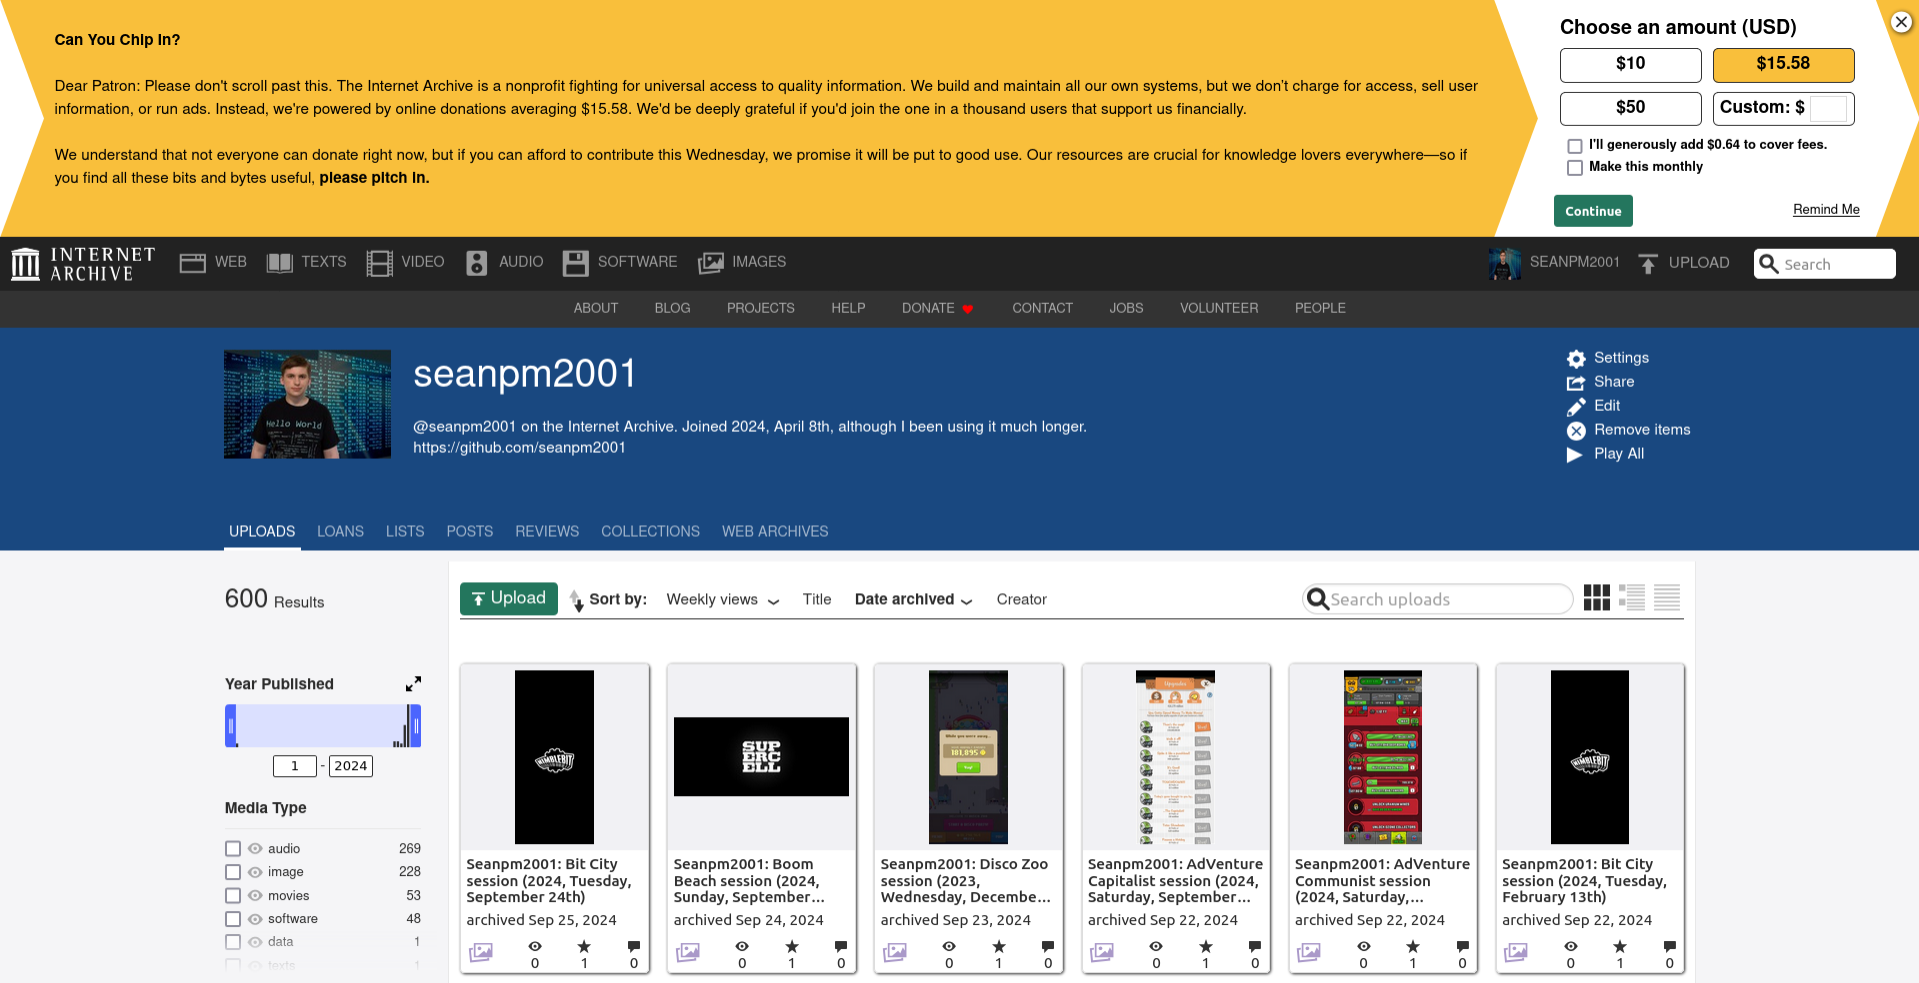 Can You Chip In?
Dear Patron: Please don't scroll past this. The Internet Archive is a nonprofit fighting for universal access to quality information. We build and maintain all our own systems, but we don't charge for access, sell user
information, or run ads. Instead, we're powered by online donations averaging $15.58. We'd be deeply grateful if you'd join the one in a thousand users that support us financially.
We understand that not everyone can donate right now, but if you can afford to contribute this Wednesday, we promise it will be put to good use. Our resources are crucial for knowledge lovers everywhere—so if
you find all these bits and bytes useful, please pitch in.
Choose an amount (USD)
$10 $15.58
$50 Custom: $
I'll generously add $0.64 to cover fees.
Make this monthly
Continue Remind Me
INTERNET
ARCHIVE
WEB TEXTS VIDEO AUDIO SOFTWARE IMAGES SEANPM2001 UPLOAD Search
ABOUT BLOG PROJECTS HELP DONATE CONTACT JOBS VOLUNTEER PEOPLE
Hello World
seanpm2001
@seanpm2001 on the Internet Archive. Joined 2024, April 8th, although I been using it much longer.
https://github.com/seanpm2001
Settings
Share
Edit
Remove items
Play All
UPLOADS LOANS LISTS POSTS REVIEWS COLLECTIONS WEB ARCHIVES
600 Results
Year Published
1 - 2024
Media Type
audio 269
image 228
movies 53
software 48
data 1
texts 1
Upload Sort by: Weekly views Title Date archived Creator Search uploads
NIMBLEBIT
Seanpm2001: Bit City
session (2024, Tuesday,
September 24th)
archived Sep 25, 2024
0 1 0
SUP
ERC
ELL
Seanpm2001: Boom
Beach session (2024,
Sunday, September...
archived Sep 24, 2024
0 1 0
While you were away...
181,895
Seanpm2001: Disco Zoo
session (2023,
Wednesday, Decembe...
archived Sep 23, 2024
0 1 0
Seanpm2001: AdVenture
Capitalist session (2024,
Saturday, September...
archived Sep 22, 2024
0 1 0
Seanpm2001: AdVenture
Communist session
(2024, Saturday,...
archived Sep 22, 2024
0 1 0
NIMBLEBIT
Seanpm2001: Bit City
session (2024, Tuesday,
February 13th)
archived Sep 22, 2024
0 1 0